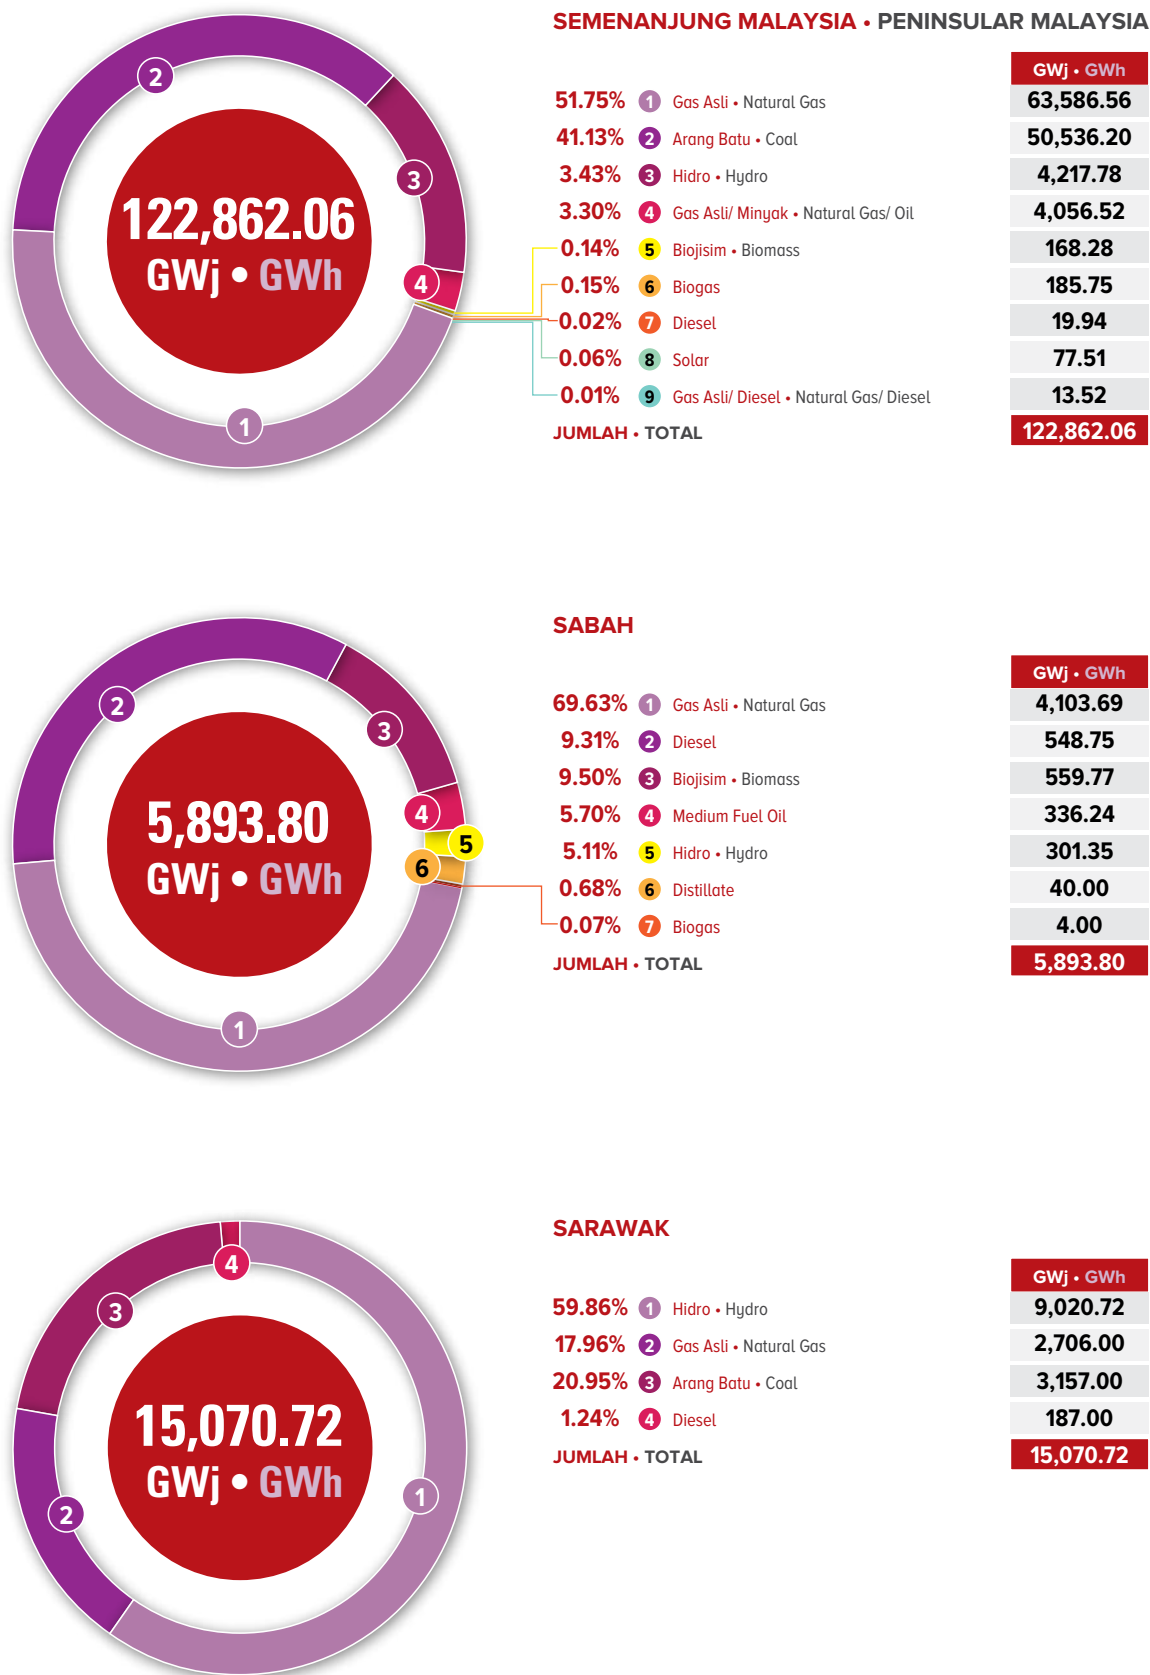 SEMENANJUNG MALAYSIA • PENINSULAR MALAYSIA
GWj • GWh
51.75% 1 Gas Asli • Natural Gas 63,586.56
41.13% 2 Arang Batu • Coal 50,536.20
3.43% 3 Hidro • Hydro 4,217.78
3.30% 4 Gas Asli/ Minyak • Natural Gas/ Oil 4,056.52
0.14% 5 Biojisim • Biomass 168.28
0.15% 6 Biogas 185.75
0.02% 7 Diesel 19.94
0.06% 8 Solar 77.51
0.01% 9 Gas Asli/ Diesel • Natural Gas/ Diesel 13.52
JUMLAH • TOTAL 122,862.06
2
3
4
1
122,862.06
GWj • GWh
SABAH
GWj • GWh
69.63% 1 Gas Asli • Natural Gas 4,103.69
9.31% 2 Diesel 548.75
9.50% 3 Biojisim • Biomass 559.77
5.70% 4 Medium Fuel Oil 336.24
5.11% 5 Hidro • Hydro 301.35
0.68% 6 Distillate 40.00
0.07% 7 Biogas 4.00
JUMLAH • TOTAL 5,893.80
2
3
4
5
6
1
5,893.80
GWj • GWh
SARAWAK
GWj • GWh
59.86% 1 Hidro • Hydro 9,020.72
17.96% 2 Gas Asli • Natural Gas 2,706.00
20.95% 3 Arang Batu • Coal 3,157.00
1.24% 4 Diesel 187.00
JUMLAH • TOTAL 15,070.72
4
3
2
1
15,070.72
GWj • GWh